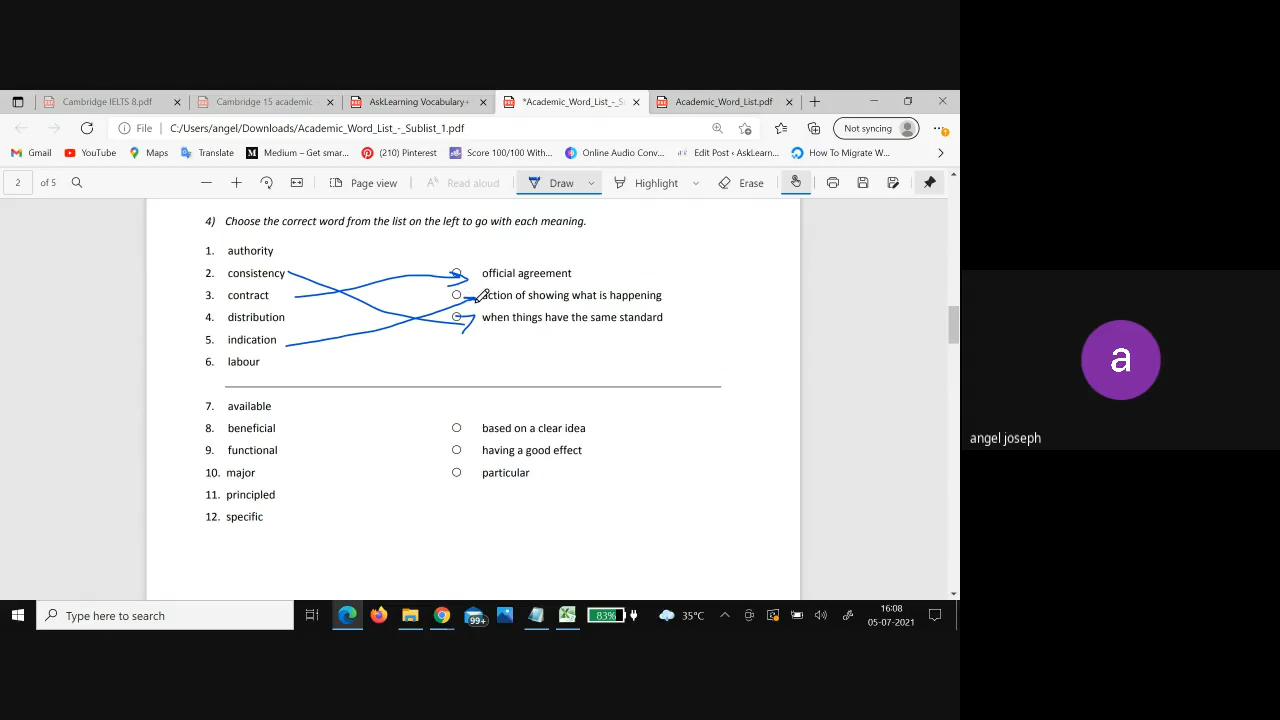 Cambridge IELTS 8.pdf
Cambridge 15 academic
AskLearning Vocabulary+
*Academic_Word_List_-_S
Academic_Word_List.pdf
File
C:/Users/angel/Downloads/Academic_Word_List_-_Sublist_1.pdf
Not syncing
Gmail
YouTube
Maps
Translate
Medium – Get smar...
(210) Pinterest
Score 100/100 With...
Online Audio Conv...
Edit Post ‹ AskLearn...
How To Migrate W...
2 of 5
Page view
Read aloud
Draw
Highlight
Erase
4) Choose the correct word from the list on the left to go with each meaning.
1. authority
2. consistency official agreement
3. contract action of showing what is happening
4. distribution when things have the same standard
5. indication
6. labour
7. available
8. beneficial based on a clear idea
9. functional having a good effect
10. major particular
11. principled
12. specific
a
angel joseph
Type here to search
99+
83%
35°C
16:08
05-07-2021